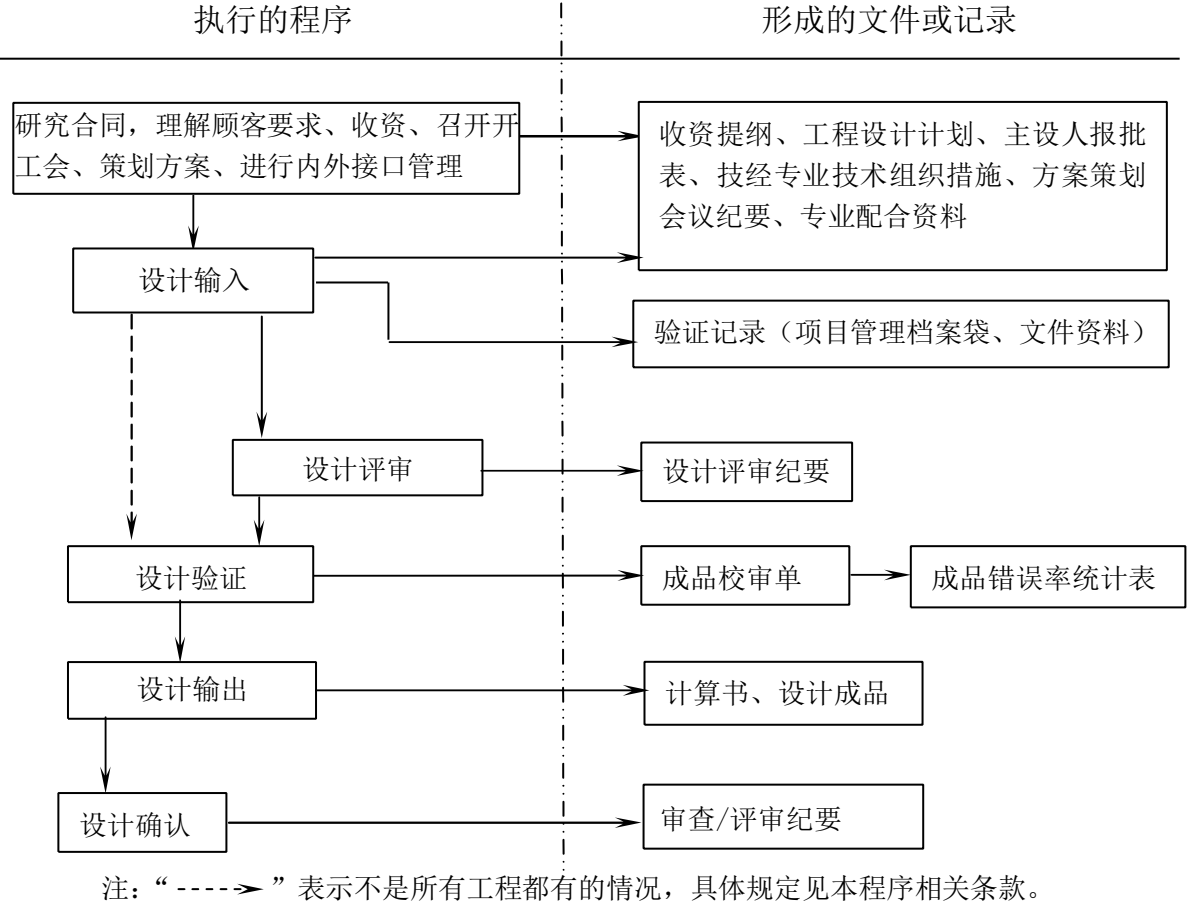 执行的程序
形成的文件或记录
研究合同，理解顾客要求、收资、召开开
工会、策划方案、进行内外接口管理
收资提纲、工程设计计划、主设人报批
表、技经专业技术组织措施、方案策划
会议纪要、专业配合资料
设计输入
验证记录（项目管理档案袋、文件资料）
设计评审
设计评审纪要
设计验证
成品校审单
成品错误率统计表
设计输出
计算书、设计成品
设计确认
审查/评审纪要
注：“ ”表示不是所有工程都有的情况，具体规定见本程序相关条款。